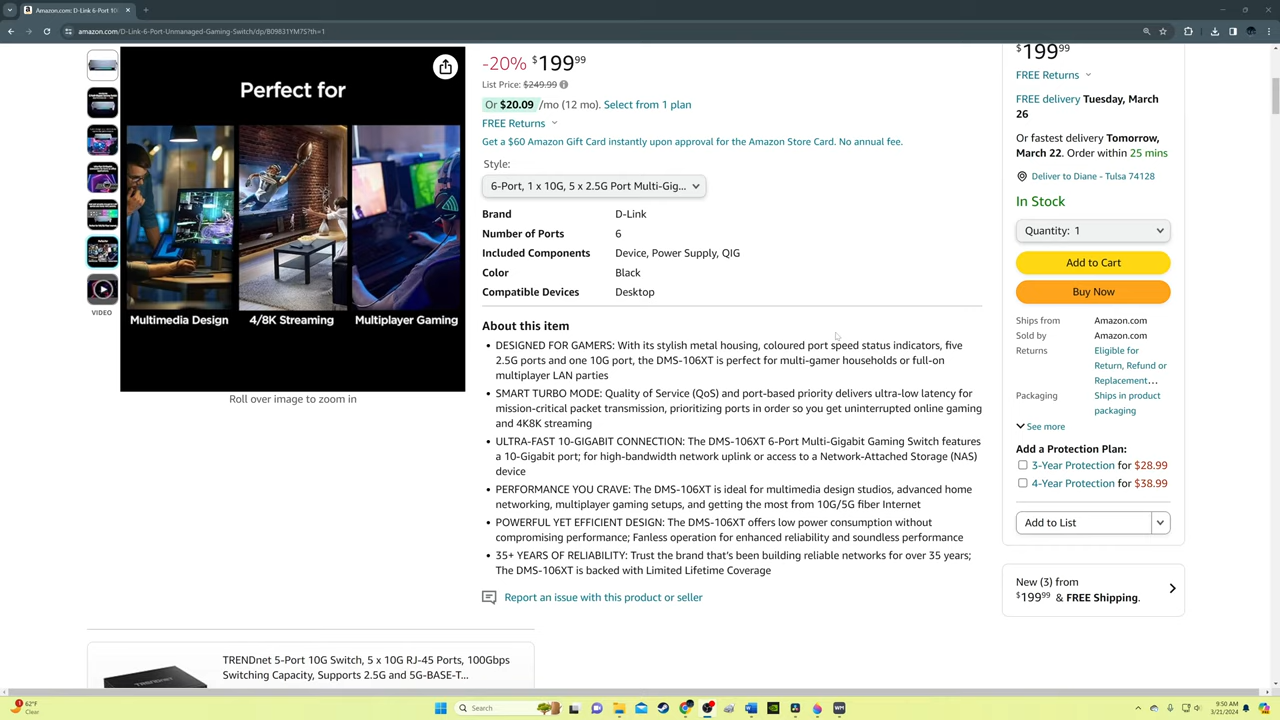 Amazon.com: D-Link 6-Port 10G
amazon.com/D-Link-6-Port-Unmanaged-Gaming-Switch/dp/B09831YM7S?th=1
Perfect for
Multimedia Design
4/8K Streaming
Multiplayer Gaming
VIDEO
Roll over image to zoom in
-20% $199.99
List Price: $249.99
Or $20.09 /mo (12 mo). Select from 1 plan
FREE Returns
Get a $60 Amazon Gift Card instantly upon approval for the Amazon Store Card. No annual fee.
Style:
6-Port, 1 x 10G, 5 x 2.5G Port Multi-Gig...
Brand D-Link
Number of Ports 6
Included Components Device, Power Supply, QIG
Color Black
Compatible Devices Desktop
About this item
• DESIGNED FOR GAMERS: With its stylish metal housing, coloured port speed status indicators, five
2.5G ports and one 10G port, the DMS-106XT is perfect for multi-gamer households or full-on
multiplayer LAN parties
• SMART TURBO MODE: Quality of Service (QoS) and port-based priority delivers ultra-low latency for
mission-critical packet transmission, prioritizing ports in order so you get uninterrupted online gaming
and 4K8K streaming
• ULTRA-FAST 10-GIGABIT CONNECTION: The DMS-106XT 6-Port Multi-Gigabit Gaming Switch features
a 10-Gigabit port; for high-bandwidth network uplink or access to a Network-Attached Storage (NAS)
device
• PERFORMANCE YOU CRAVE: The DMS-106XT is ideal for multimedia design studios, advanced home
networking, multiplayer gaming setups, and getting the most from 10G/5G fiber Internet
• POWERFUL YET EFFICIENT DESIGN: The DMS-106XT offers low power consumption without
compromising performance; Fanless operation for enhanced reliability and soundless performance
• 35+ YEARS OF RELIABILITY: Trust the brand that's been building reliable networks for over 35 years;
The DMS-106XT is backed with Limited Lifetime Coverage
Report an issue with this product or seller
TRENDnet 5-Port 10G Switch, 5 x 10G RJ-45 Ports, 100Gbps
Switching Capacity, Supports 2.5G and 5G-BASE-T...
$199.99
FREE Returns
FREE delivery Tuesday, March
26
Or fastest delivery Tomorrow,
March 22. Order within 25 mins
Deliver to Diane - Tulsa 74128
In Stock
Quantity: 1
Add to Cart
Buy Now
Ships from Amazon.com
Sold by Amazon.com
Returns Eligible for
Return, Refund or
Replacement...
Packaging Ships in product
packaging
See more
Add a Protection Plan:
3-Year Protection for $28.99
4-Year Protection for $38.99
Add to List
New (3) from
$199.99 & FREE Shipping.
62°F
Clear
Search
9:50 AM
3/21/2024